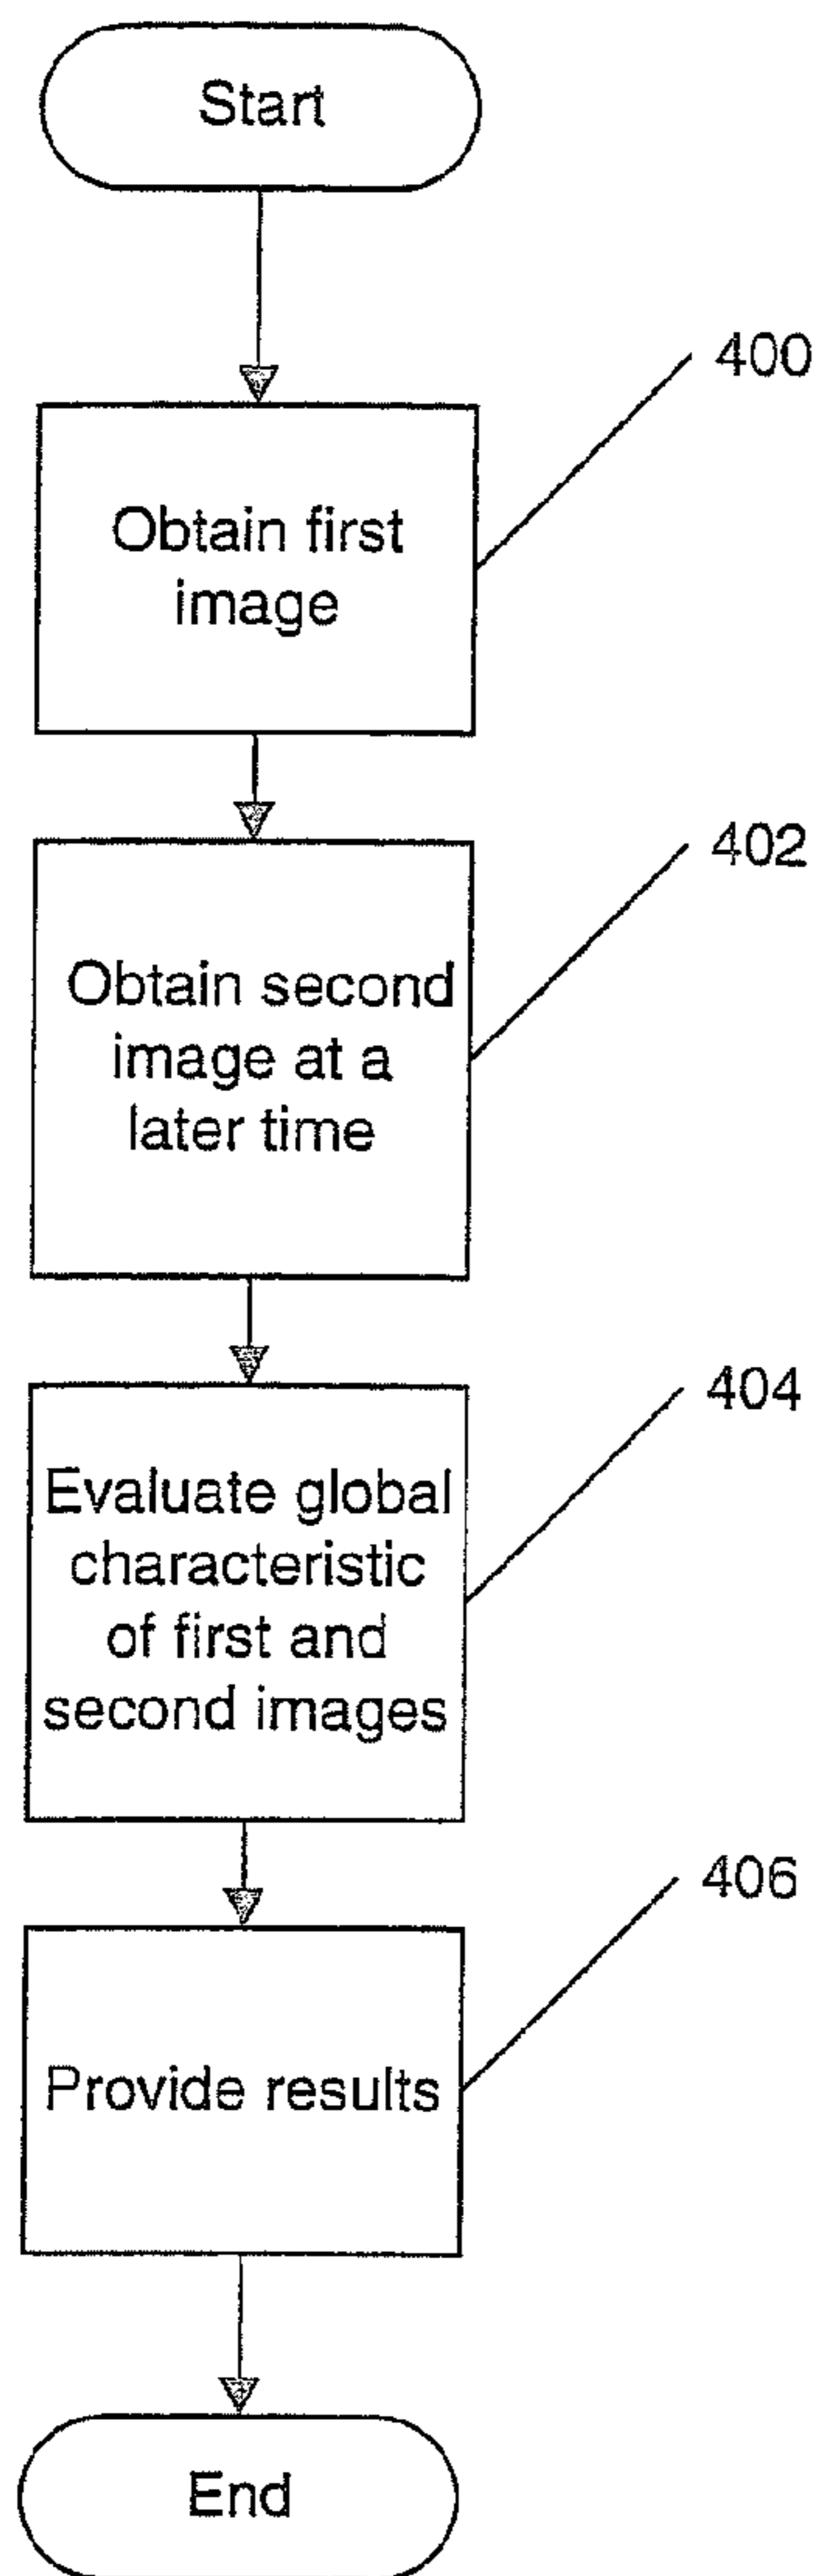 Start
400
Obtain first
image
402
Obtain second
image at a
later time
404
Evaluate global
characteristic
of first and
second images
406
Provide results
End